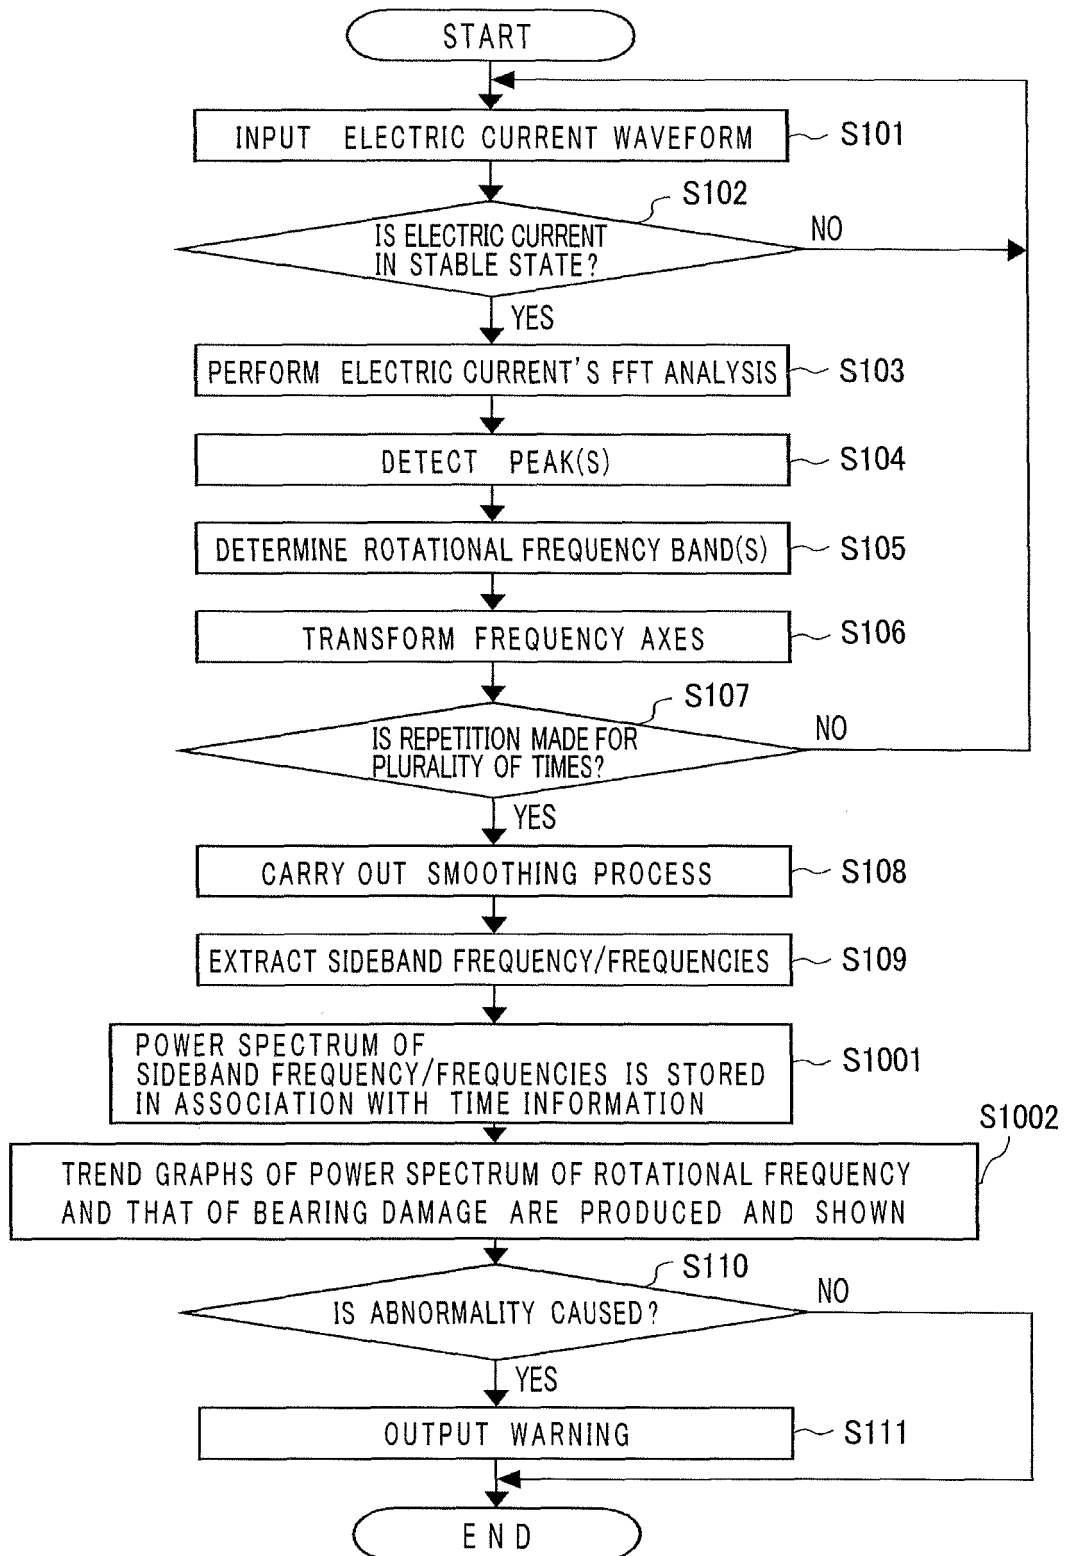 START
INPUT ELECTRIC CURRENT WAVEFORM
S101
S102
IS ELECTRIC CURRENT
IN STABLE STATE?
NO
YES
PERFORM ELECTRIC CURRENT'S FFT ANALYSIS
S103
DETECT PEAK(S)
S104
DETERMINE ROTATIONAL FREQUENCY BAND(S)
S105
TRANSFORM FREQUENCY AXES
S106
S107
IS REPETITION MADE FOR
PLURALITY OF TIMES?
NO
YES
CARRY OUT SMOOTHING PROCESS
S108
EXTRACT SIDEBAND FREQUENCY/FREQUENCIES
S109
POWER SPECTRUM OF
SIDEBAND FREQUENCY/FREQUENCIES IS STORED
IN ASSOCIATION WITH TIME INFORMATION
S1001
S1002
TREND GRAPHS OF POWER SPECTRUM OF ROTATIONAL FREQUENCY
AND THAT OF BEARING DAMAGE ARE PRODUCED AND SHOWN
S110
IS ABNORMALITY CAUSED?
NO
YES
OUTPUT WARNING
S111
END